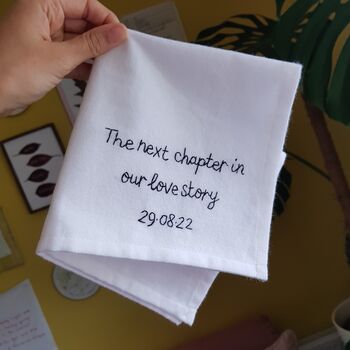 The next chapter in
our love story
29·08·22